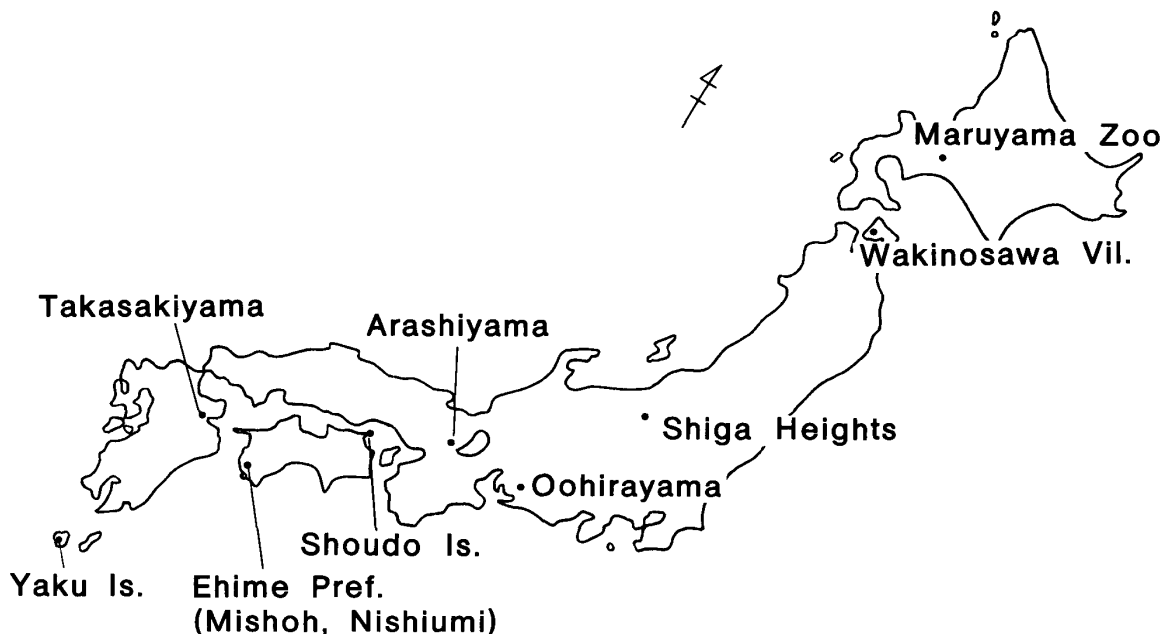 Maruyama Zoo
Wakinosawa Vil.
Takasakiyama
Arashiyama
Shiga Heights
Oohirayama
Shoudo Is.
Yaku Is.
Ehime Pref.
(Mishoh, Nishiumi)